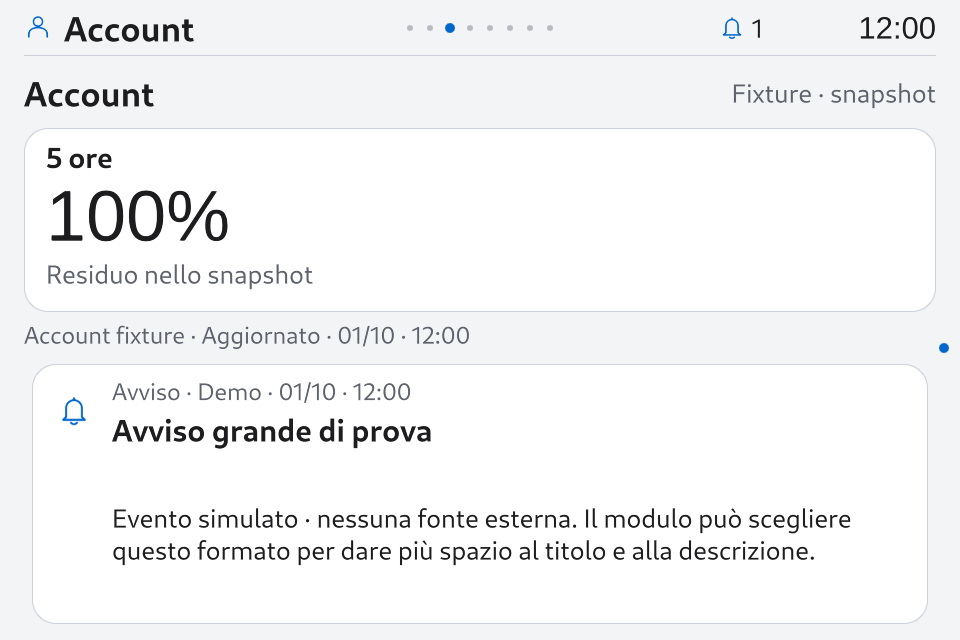 Account
1
12:00
Account
Fixture · snapshot
5 ore
100%
Residuo nello snapshot
Account fixture · Aggiornato · 01/10 · 12:00
Avviso · Demo · 01/10 · 12:00
Avviso grande di prova
Evento simulato · nessuna fonte esterna. Il modulo può scegliere
questo formato per dare più spazio al titolo e alla descrizione.